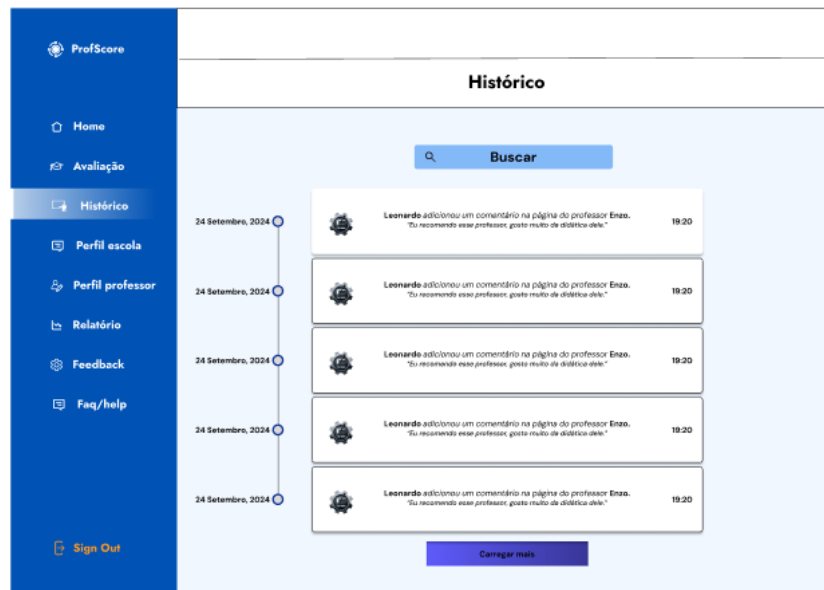 ProfScore
Histórico
Home
Avaliação
Histórico
Perfil escola
Perfil professor
Relatório
Feedback
Faq/help
Sign Out
Buscar
24 Setembro, 2024
Leonardo adicionou um comentário na página do professor Enzo.
"Eu recomendo esse professor, gosto muito da didática dele."
19:20
24 Setembro, 2024
Leonardo adicionou um comentário na página do professor Enzo.
"Eu recomendo esse professor, gosto muito da didática dele."
19:20
24 Setembro, 2024
Leonardo adicionou um comentário na página do professor Enzo.
"Eu recomendo esse professor, gosto muito da didática dele."
19:20
24 Setembro, 2024
Leonardo adicionou um comentário na página do professor Enzo.
"Eu recomendo esse professor, gosto muito da didática dele."
19:20
24 Setembro, 2024
Leonardo adicionou um comentário na página do professor Enzo.
"Eu recomendo esse professor, gosto muito da didática dele."
19:20
Carregar mais